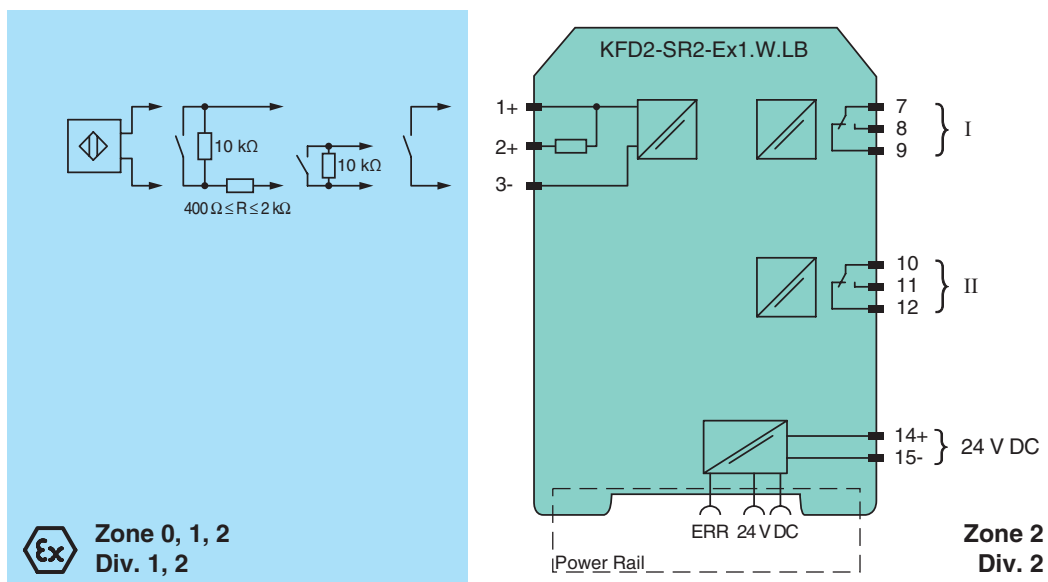 KFD2-SR2-Ex1.W.LB
10 kΩ
10 kΩ
400 Ω ≤ R ≤ 2 kΩ
1+
2+
3-
7
8
9
I
10
11
12
II
14+
15-
24 V DC
ERR 24 V DC
Power Rail
Ex
Zone 0, 1, 2
Div. 1, 2
Zone 2
Div. 2